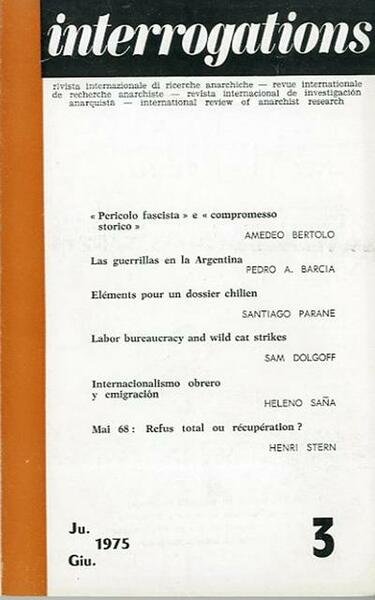 interrogations
rivista internazionale di ricerche anarchiche — revue internationale
de recherche anarchiste — revista internacional de investigación
anarquista — international review of anarchist research
« Pericolo fascista » e « compromesso
storico »
AMEDEO BERTOLO
Las guerrillas en la Argentina
PEDRO A. BARCIA
Eléments pour un dossier chilien
SANTIAGO PARANE
Labor bureaucracy and wild cat strikes
SAM DOLGOFF
Internacionalismo obrero
y emigración
HELENO SAÑA
Mai 68 : Refus total ou récupération ?
HENRI STERN
Ju.
1975
Giu.
3